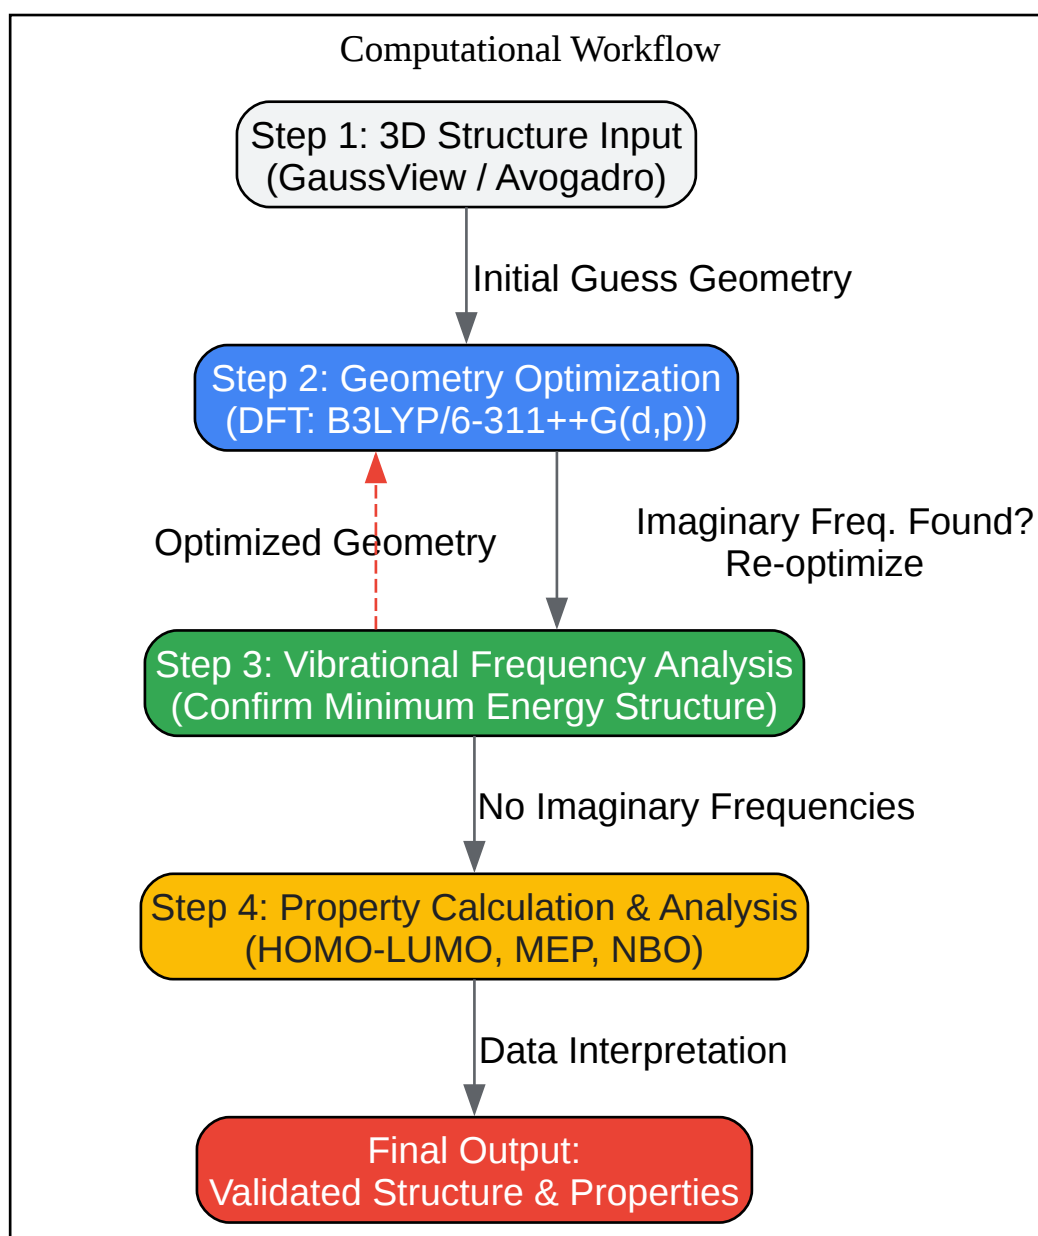 Computational Workflow
Step 1: 3D Structure Input
(GaussView / Avogadro)
Initial Guess Geometry
Step 2: Geometry Optimization
(DFT: B3LYP/6-311++G(d,p))
Optimized Geometry
Imaginary Freq. Found?
Re-optimize
Step 3: Vibrational Frequency Analysis
(Confirm Minimum Energy Structure)
No Imaginary Frequencies
Step 4: Property Calculation & Analysis
(HOMO-LUMO, MEP, NBO)
Data Interpretation
Final Output:
Validated Structure & Properties